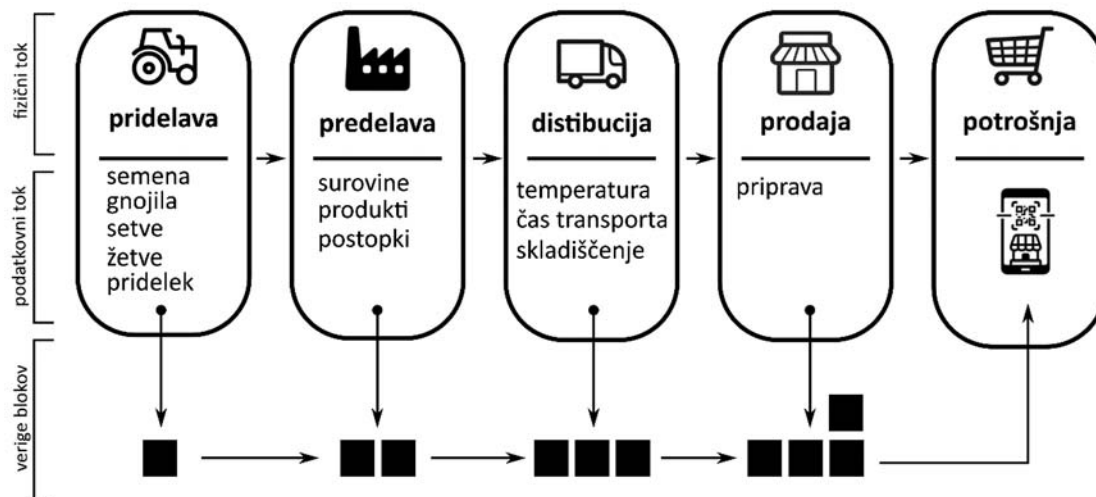 fizični tok
podatkovni tok
verige blokov
pridelava
semena
gnojila
setve
žetve
pridelek
predelava
surovine
produkti
postopki
distibucija
temperatura
čas transporta
skladiščenje
prodaja
priprava
potrošnja